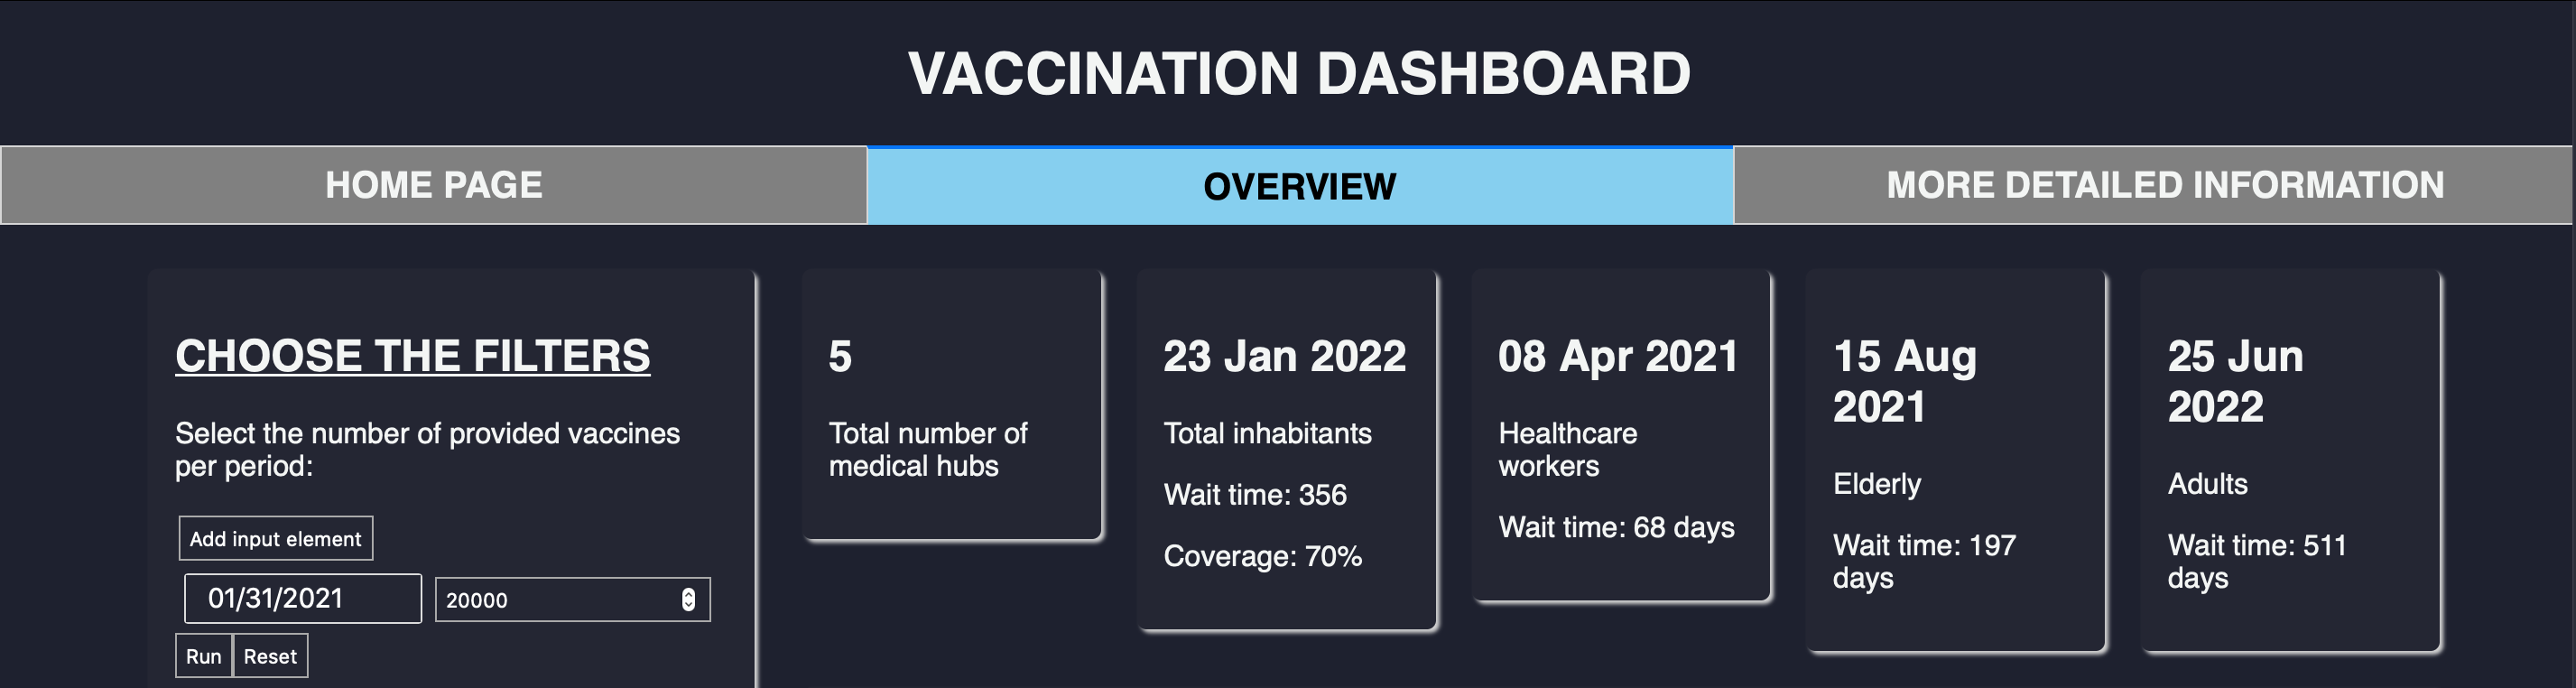 VACCINATION DASHBOARD
HOME PAGE
OVERVIEW
MORE DETAILED INFORMATION
CHOOSE THE FILTERS
Select the number of provided vaccines
per period:
Add input element
01/31/2021
20000
Run
Reset
5
Total number of
medical hubs
23 Jan 2022
Total inhabitants
Wait time: 356
Coverage: 70%
08 Apr 2021
Healthcare
workers
Wait time: 68 days
15 Aug
2021
Elderly
Wait time: 197
days
25 Jun
2022
Adults
Wait time: 511
days